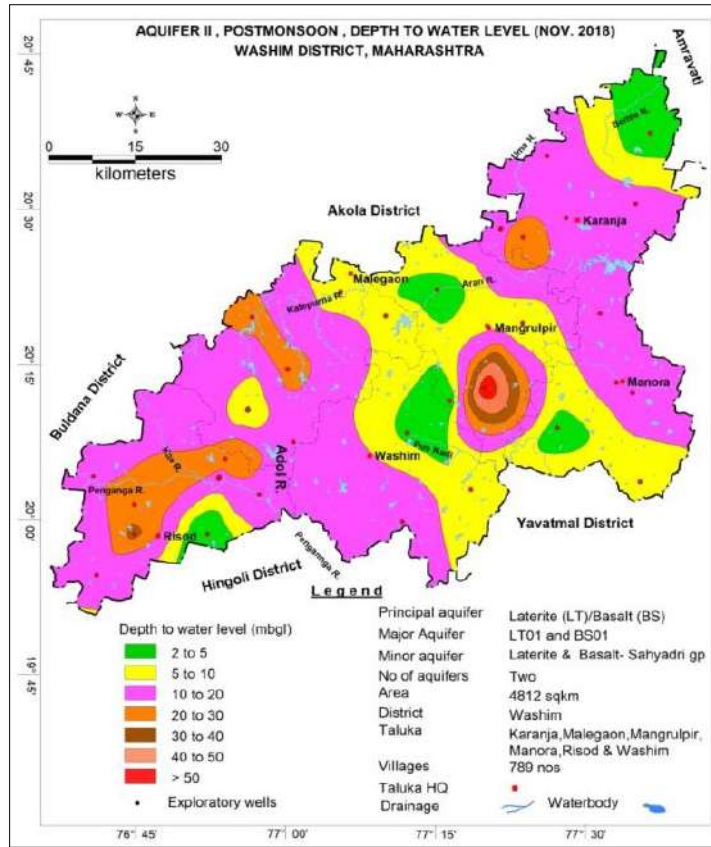 AQUIFER II , POSTMONSOON , DEPTH TO WATER LEVEL (NOV. 2018)
WASHIM DISTRICT, MAHARASHTRA
Amravati
20° 45'
N
W E
S
0 15 30
kilometers
Uma N.
20° 30'
Akola District
Karanja
Malegaon
Aran R.
Katepurna R.
Mangrulpir
20° 15'
Buldana District
Manora
Washim
Adol R.
Penganga R.
20° 00'
Risod
Yavatmal District
Hingoli District
Legend
Principal aquifer Laterite (LT)/Basalt (BS)
Major Aquifer LT01 and BS01
Minor aquifer Laterite & Basalt- Sahyadri gp
No of aquifers Two
Area 4812 sqkm
District Washim
Taluka Karanja,Malegaon,Mangrulpir,
Manora,Risod & Washim
Villages 789 nos
Taluka HQ
Drainage Waterbody
Depth to water level (mbgl)
2 to 5
5 to 10
10 to 20
20 to 30
30 to 40
40 to 50
> 50
Exploratory wells
19° 45'
76° 45' 77° 00' 77° 15' 77° 30'